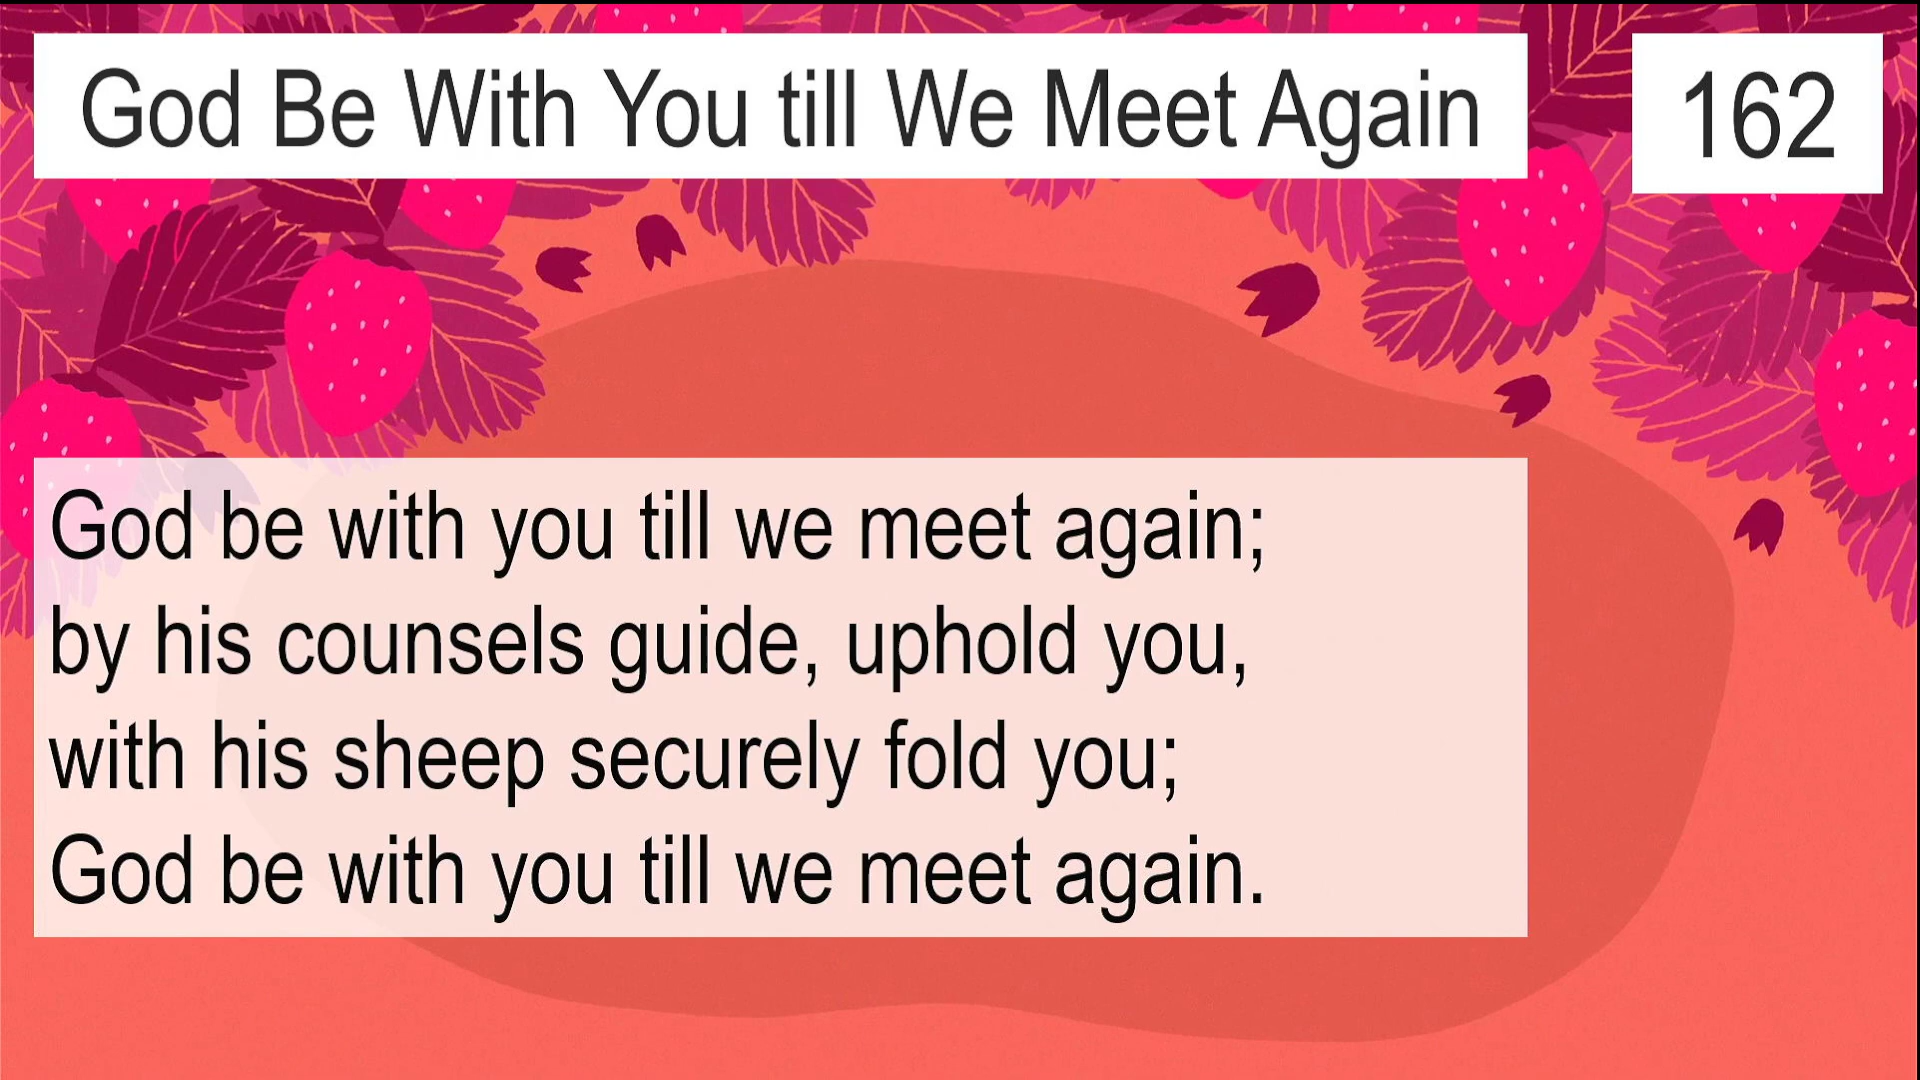 God Be With You till We Meet Again
162
God be with you till we meet again;
by his counsels guide, uphold you,
with his sheep securely fold you;
God be with you till we meet again.